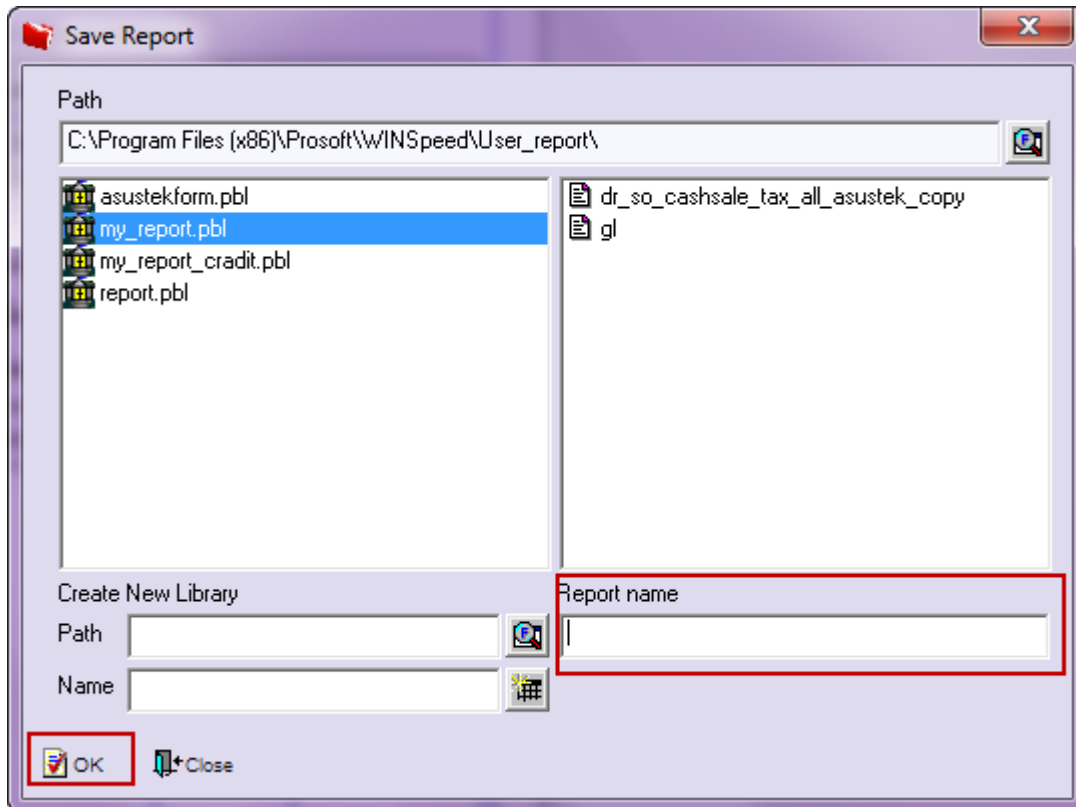 Save Report
Path
C:\Program Files (x86)\Prosoft\WINSpeed\User_report\
asustekform.pbl
my_report.pbl
my_report_cradit.pbl
report.pbl
dr_so_cashsale_tax_all_asustek_copy
gl
Create New Library
Path
Name
Report name
OK
Close